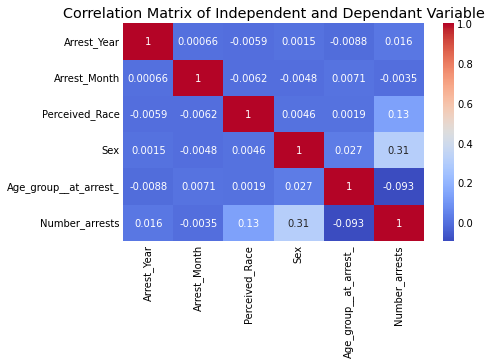 Correlation Matrix of Independent and Dependant Variable
Arrest_Year 1 0.00066 -0.0059 0.0015 -0.0088 0.016
Arrest_Month 0.00066 1 -0.0062 -0.0048 0.0071 -0.0035
Perceived_Race -0.0059 -0.0062 1 0.0046 0.0019 0.13
Sex 0.0015 -0.0048 0.0046 1 0.027 0.31
Age_group__at_arrest_ -0.0088 0.0071 0.0019 0.027 1 -0.093
Number_arrests 0.016 -0.0035 0.13 0.31 -0.093 1
Arrest_Year
Arrest_Month
Perceived_Race
Sex
Age_group__at_arrest_
Number_arrests
1.0
0.8
0.6
0.4
0.2
0.0